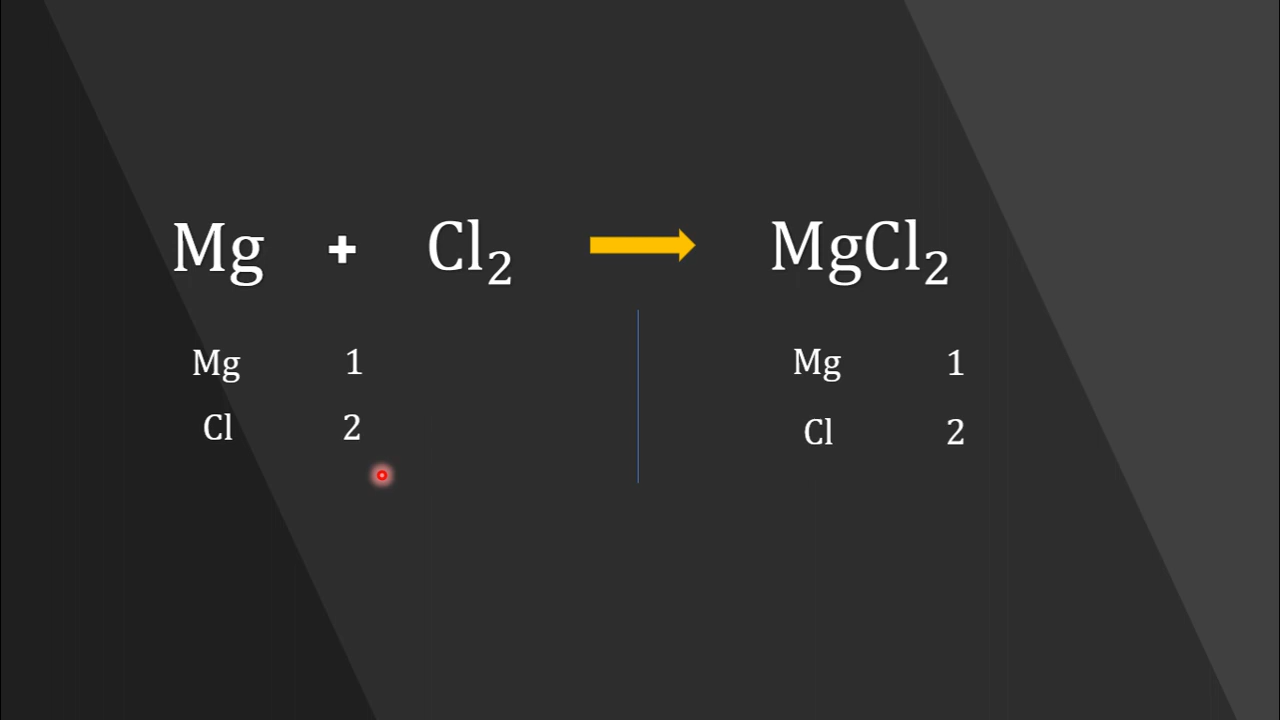 Mg + Cl₂ → MgCl₂
Mg 1 Mg 1
Cl 2 Cl 2